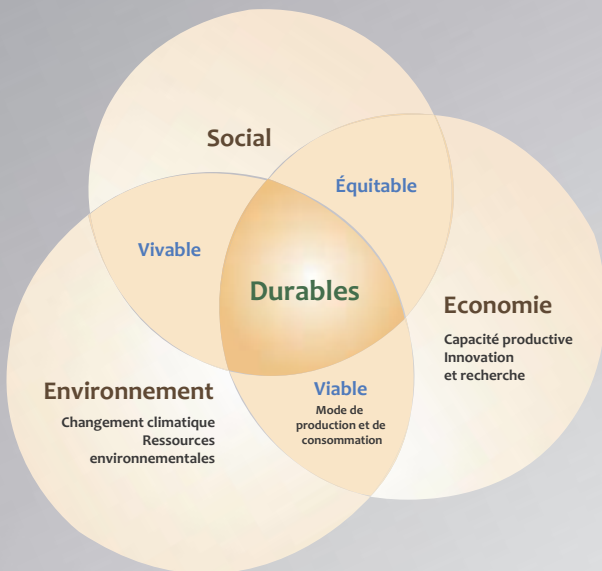 Social
Équitable
Vivable
Durables
Economie
Capacité productive
Innovation
et recherche
Environnement
Changement climatique
Ressources
environnementales
Viable
Mode de
production et de
consommation